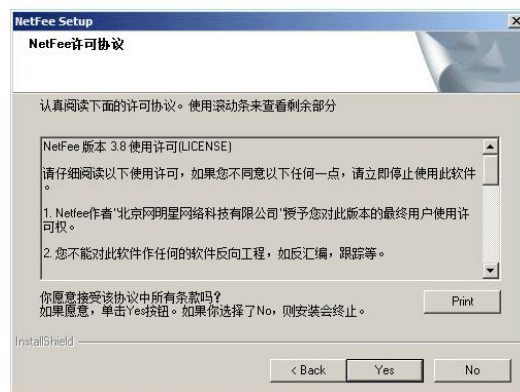 NetFee Setup
NetFee许可协议
认真阅读下面的许可协议。使用滚动条来查看剩余部分
NetFee 版本 3.8 使用许可(LICENSE)
请仔细阅读以下使用许可，如果您不同意以下任何一点，请立即停止使用此软件
。
1. Netfee作者"北京网明星网络科技有限公司"授予您对此版本的最终用户使用许
可权。
2. 您不能对此软件作任何的软件反向工程，如反汇编，跟踪等。
你愿意接受该协议中所有条款吗?
如果愿意，单击Yes按钮。如果你选择了No，则安装会终止。
Print
InstallShield
< Back
Yes
No